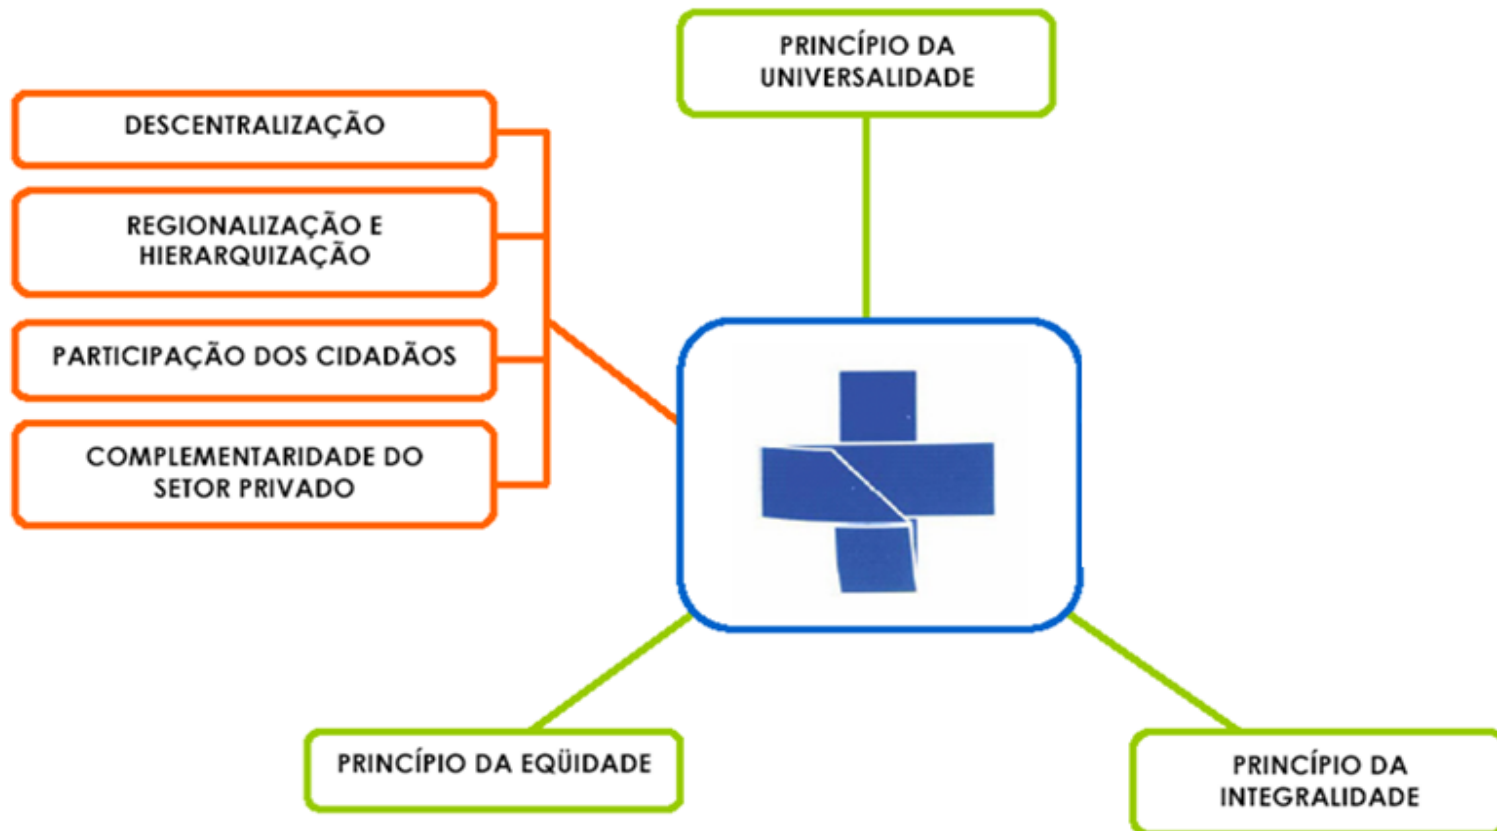 PRINCÍPIO DA
UNIVERSALIDADE
DESCENTRALIZAÇÃO
REGIONALIZAÇÃO E
HIERARQUIZAÇÃO
PARTICIPAÇÃO DOS CIDADÃOS
COMPLEMENTARIDADE DO
SETOR PRIVADO
PRINCÍPIO DA EQÜIDADE
PRINCÍPIO DA
INTEGRALIDADE